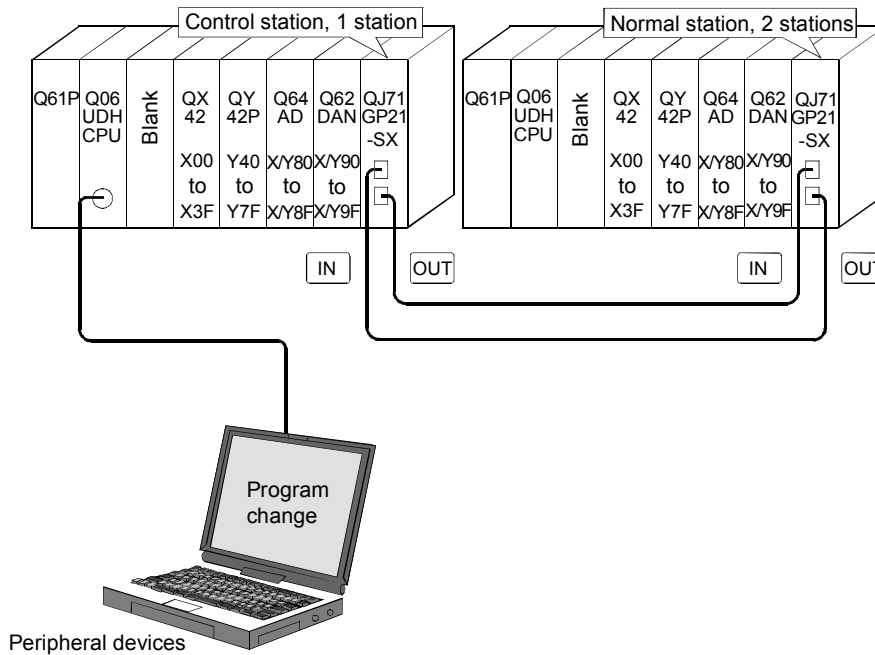 Control station, 1 station
Q61P
Q06
UDH
CPU
Blank
QX
42
X00
to
X3F
QY
42P
Y40
to
Y7F
Q64
AD
X/Y80
to
X/Y8F
Q62
DAN
X/Y90
to
X/Y9F
QJ71
GP21
-SX
IN
OUT
Normal station, 2 stations
Q61P
Q06
UDH
CPU
Blank
QX
42
X00
to
X3F
QY
42P
Y40
to
Y7F
Q64
AD
X/Y80
to
X/Y8F
Q62
DAN
X/Y90
to
X/Y9F
QJ71
GP21
-SX
IN
OUT
Program
change
Peripheral devices